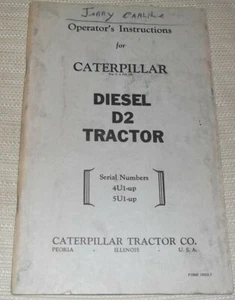 Operator's Instructions
for
CATERPILLAR
DIESEL
D2
TRACTOR
Serial Numbers
4U1-up
5U1-up
CATERPILLAR TRACTOR CO.
PEORIA · ILLINOIS · U. S. A.